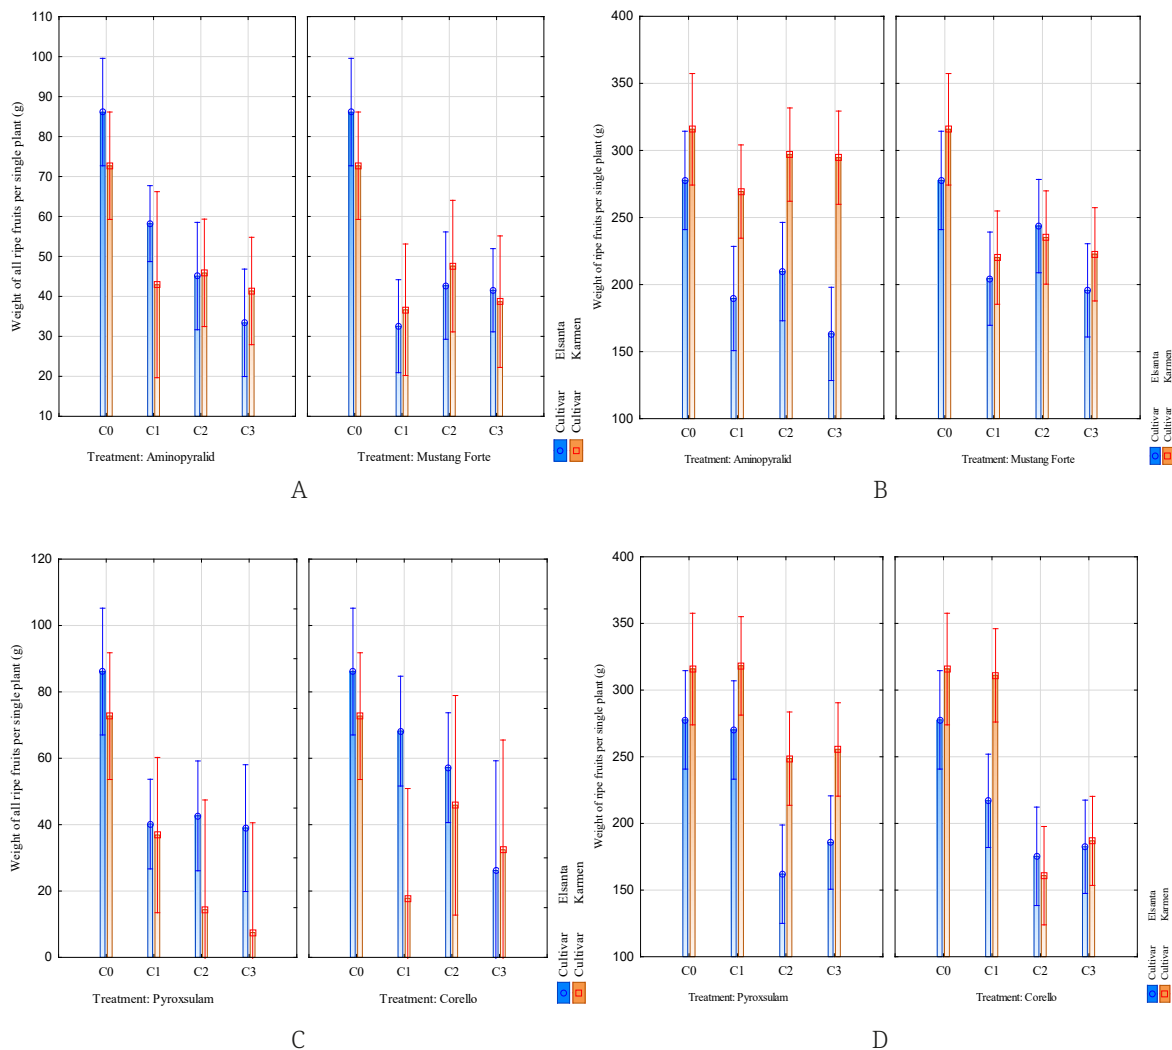 Weight of all ripe fruits per single plant (g)
110
100
90
80
70
60
50
40
30
20
10
C0 C1 C2 C3
C0 C1 C2 C3
Treatment: Aminopyralid
Treatment: Mustang Forte
Cultivar Elsanta
Cultivar Karmen
A
Weight of ripe fruits per single plant (g)
400
350
300
250
200
150
100
C0 C1 C2 C3
C0 C1 C2 C3
Treatment: Aminopyralid
Treatment: Mustang Forte
Cultivar Elsanta
Cultivar Karmen
B
Weight of all ripe fruits per single plant (g)
120
100
80
60
40
20
0
C0 C1 C2 C3
C0 C1 C2 C3
Treatment: Pyroxsulam
Treatment: Corello
Cultivar Elsanta
Cultivar Karmen
C
Weight of ripe fruits per single plant (g)
400
350
300
250
200
150
100
C0 C1 C2 C3
C0 C1 C2 C3
Treatment: Pyroxsulam
Treatment: Corello
Cultivar Elsanta
Cultivar Karmen
D